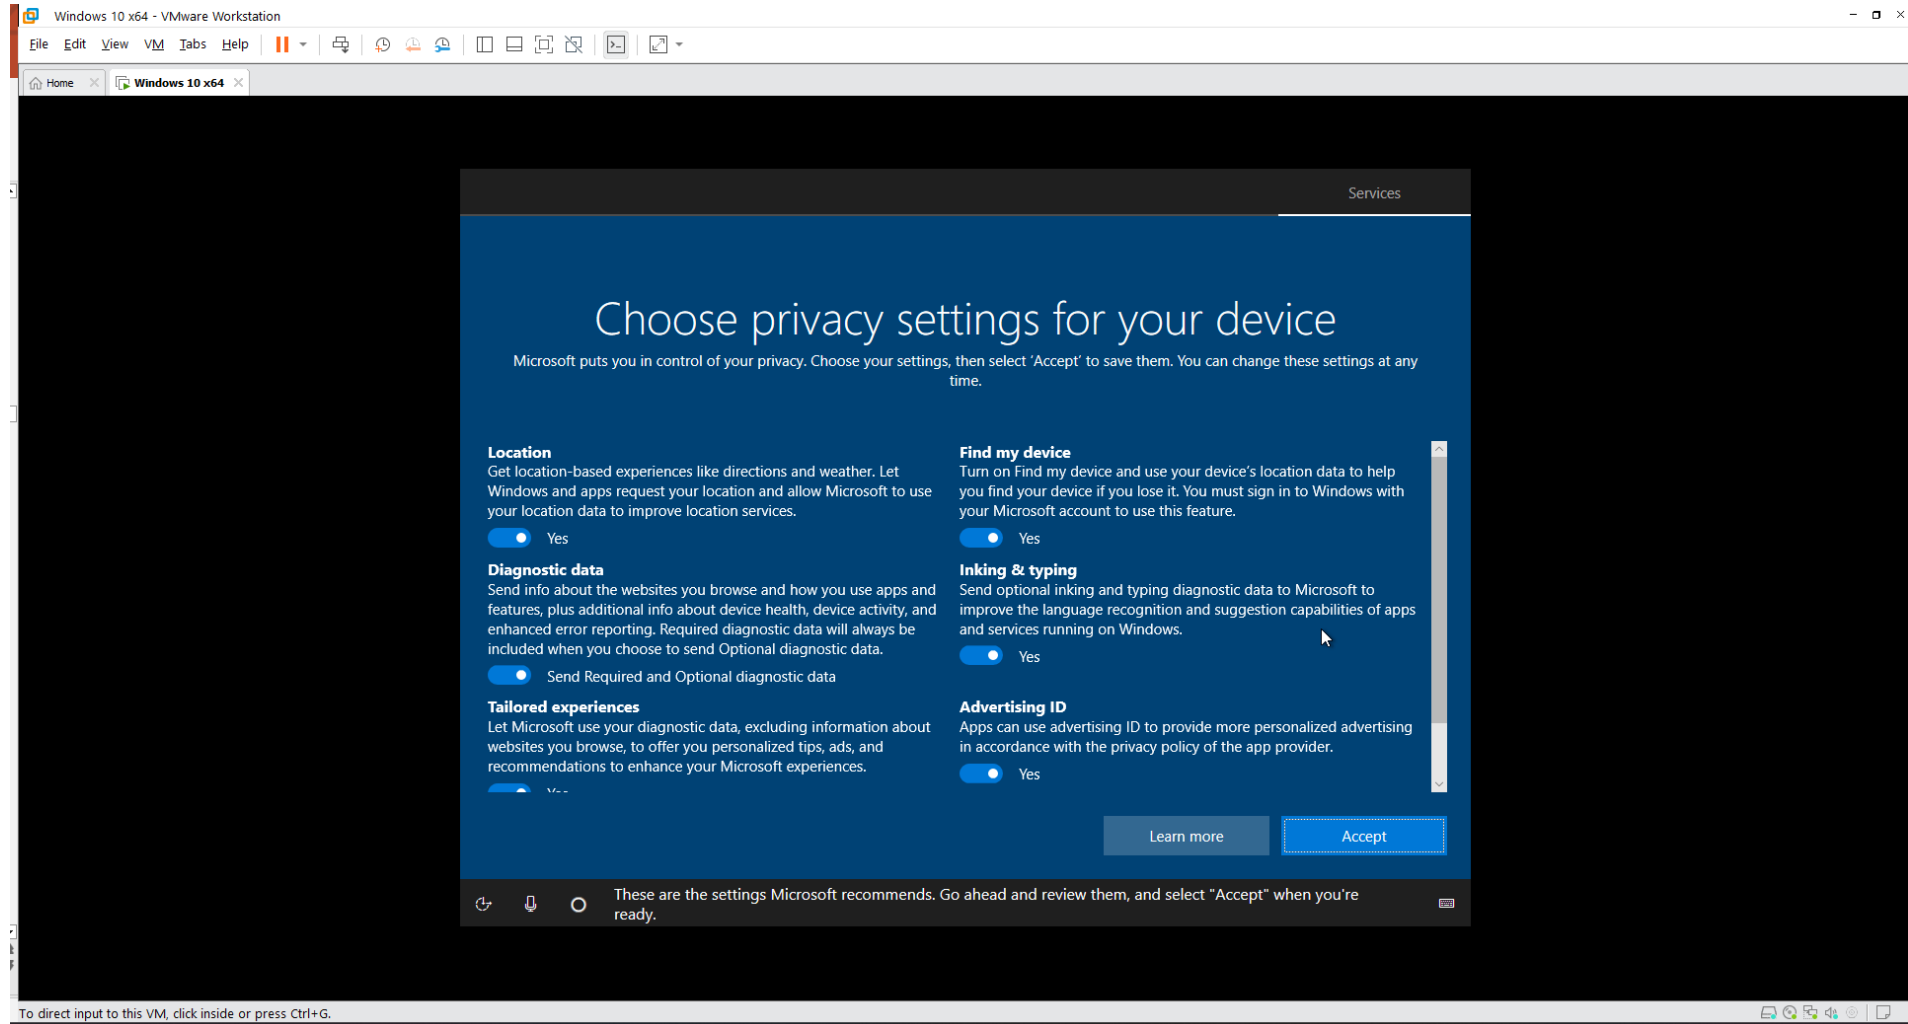 Windows 10 x64 - VMware Workstation
File Edit View VM Tabs Help
Home
Windows 10 x64
Services
Choose privacy settings for your device
Microsoft puts you in control of your privacy. Choose your settings, then select ‘Accept’ to save them. You can change these settings at any
time.
Location
Get location-based experiences like directions and weather. Let
Windows and apps request your location and allow Microsoft to use
your location data to improve location services.
Yes
Find my device
Turn on Find my device and use your device’s location data to help
you find your device if you lose it. You must sign in to Windows with
your Microsoft account to use this feature.
Yes
Diagnostic data
Send info about the websites you browse and how you use apps and
features, plus additional info about device health, device activity, and
enhanced error reporting. Required diagnostic data will always be
included when you choose to send Optional diagnostic data.
Send Required and Optional diagnostic data
Inking & typing
Send optional inking and typing diagnostic data to Microsoft to
improve the language recognition and suggestion capabilities of apps
and services running on Windows.
Yes
Tailored experiences
Let Microsoft use your diagnostic data, excluding information about
websites you browse, to offer you personalized tips, ads, and
recommendations to enhance your Microsoft experiences.
Yes
Advertising ID
Apps can use advertising ID to provide more personalized advertising
in accordance with the privacy policy of the app provider.
Yes
Learn more
Accept
These are the settings Microsoft recommends. Go ahead and review them, and select "Accept" when you're
ready.
To direct input to this VM, click inside or press Ctrl+G.